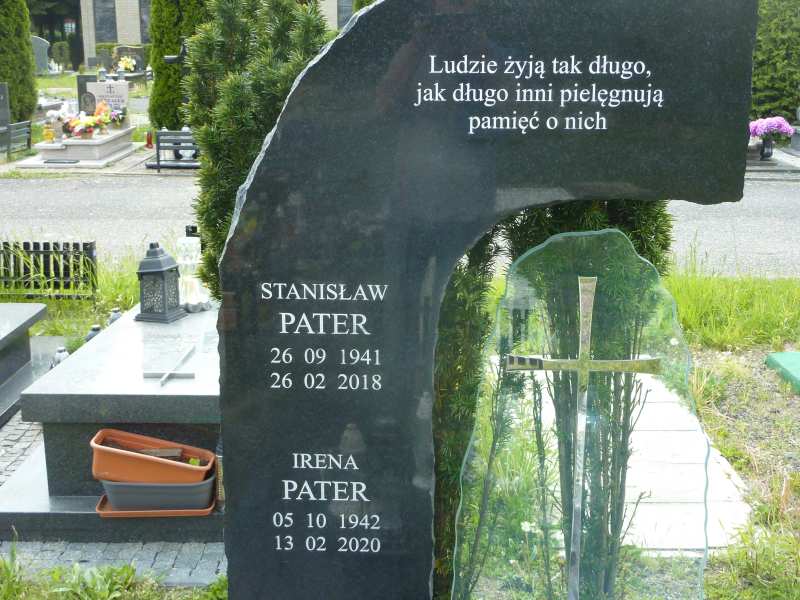 Ludzie żyją tak długo,
jak długo inni pielęgnują
pamięć o nich
STANISŁAW
PATER
26 09 1941
26 02 2018
IRENA
PATER
05 10 1942
13 02 2020